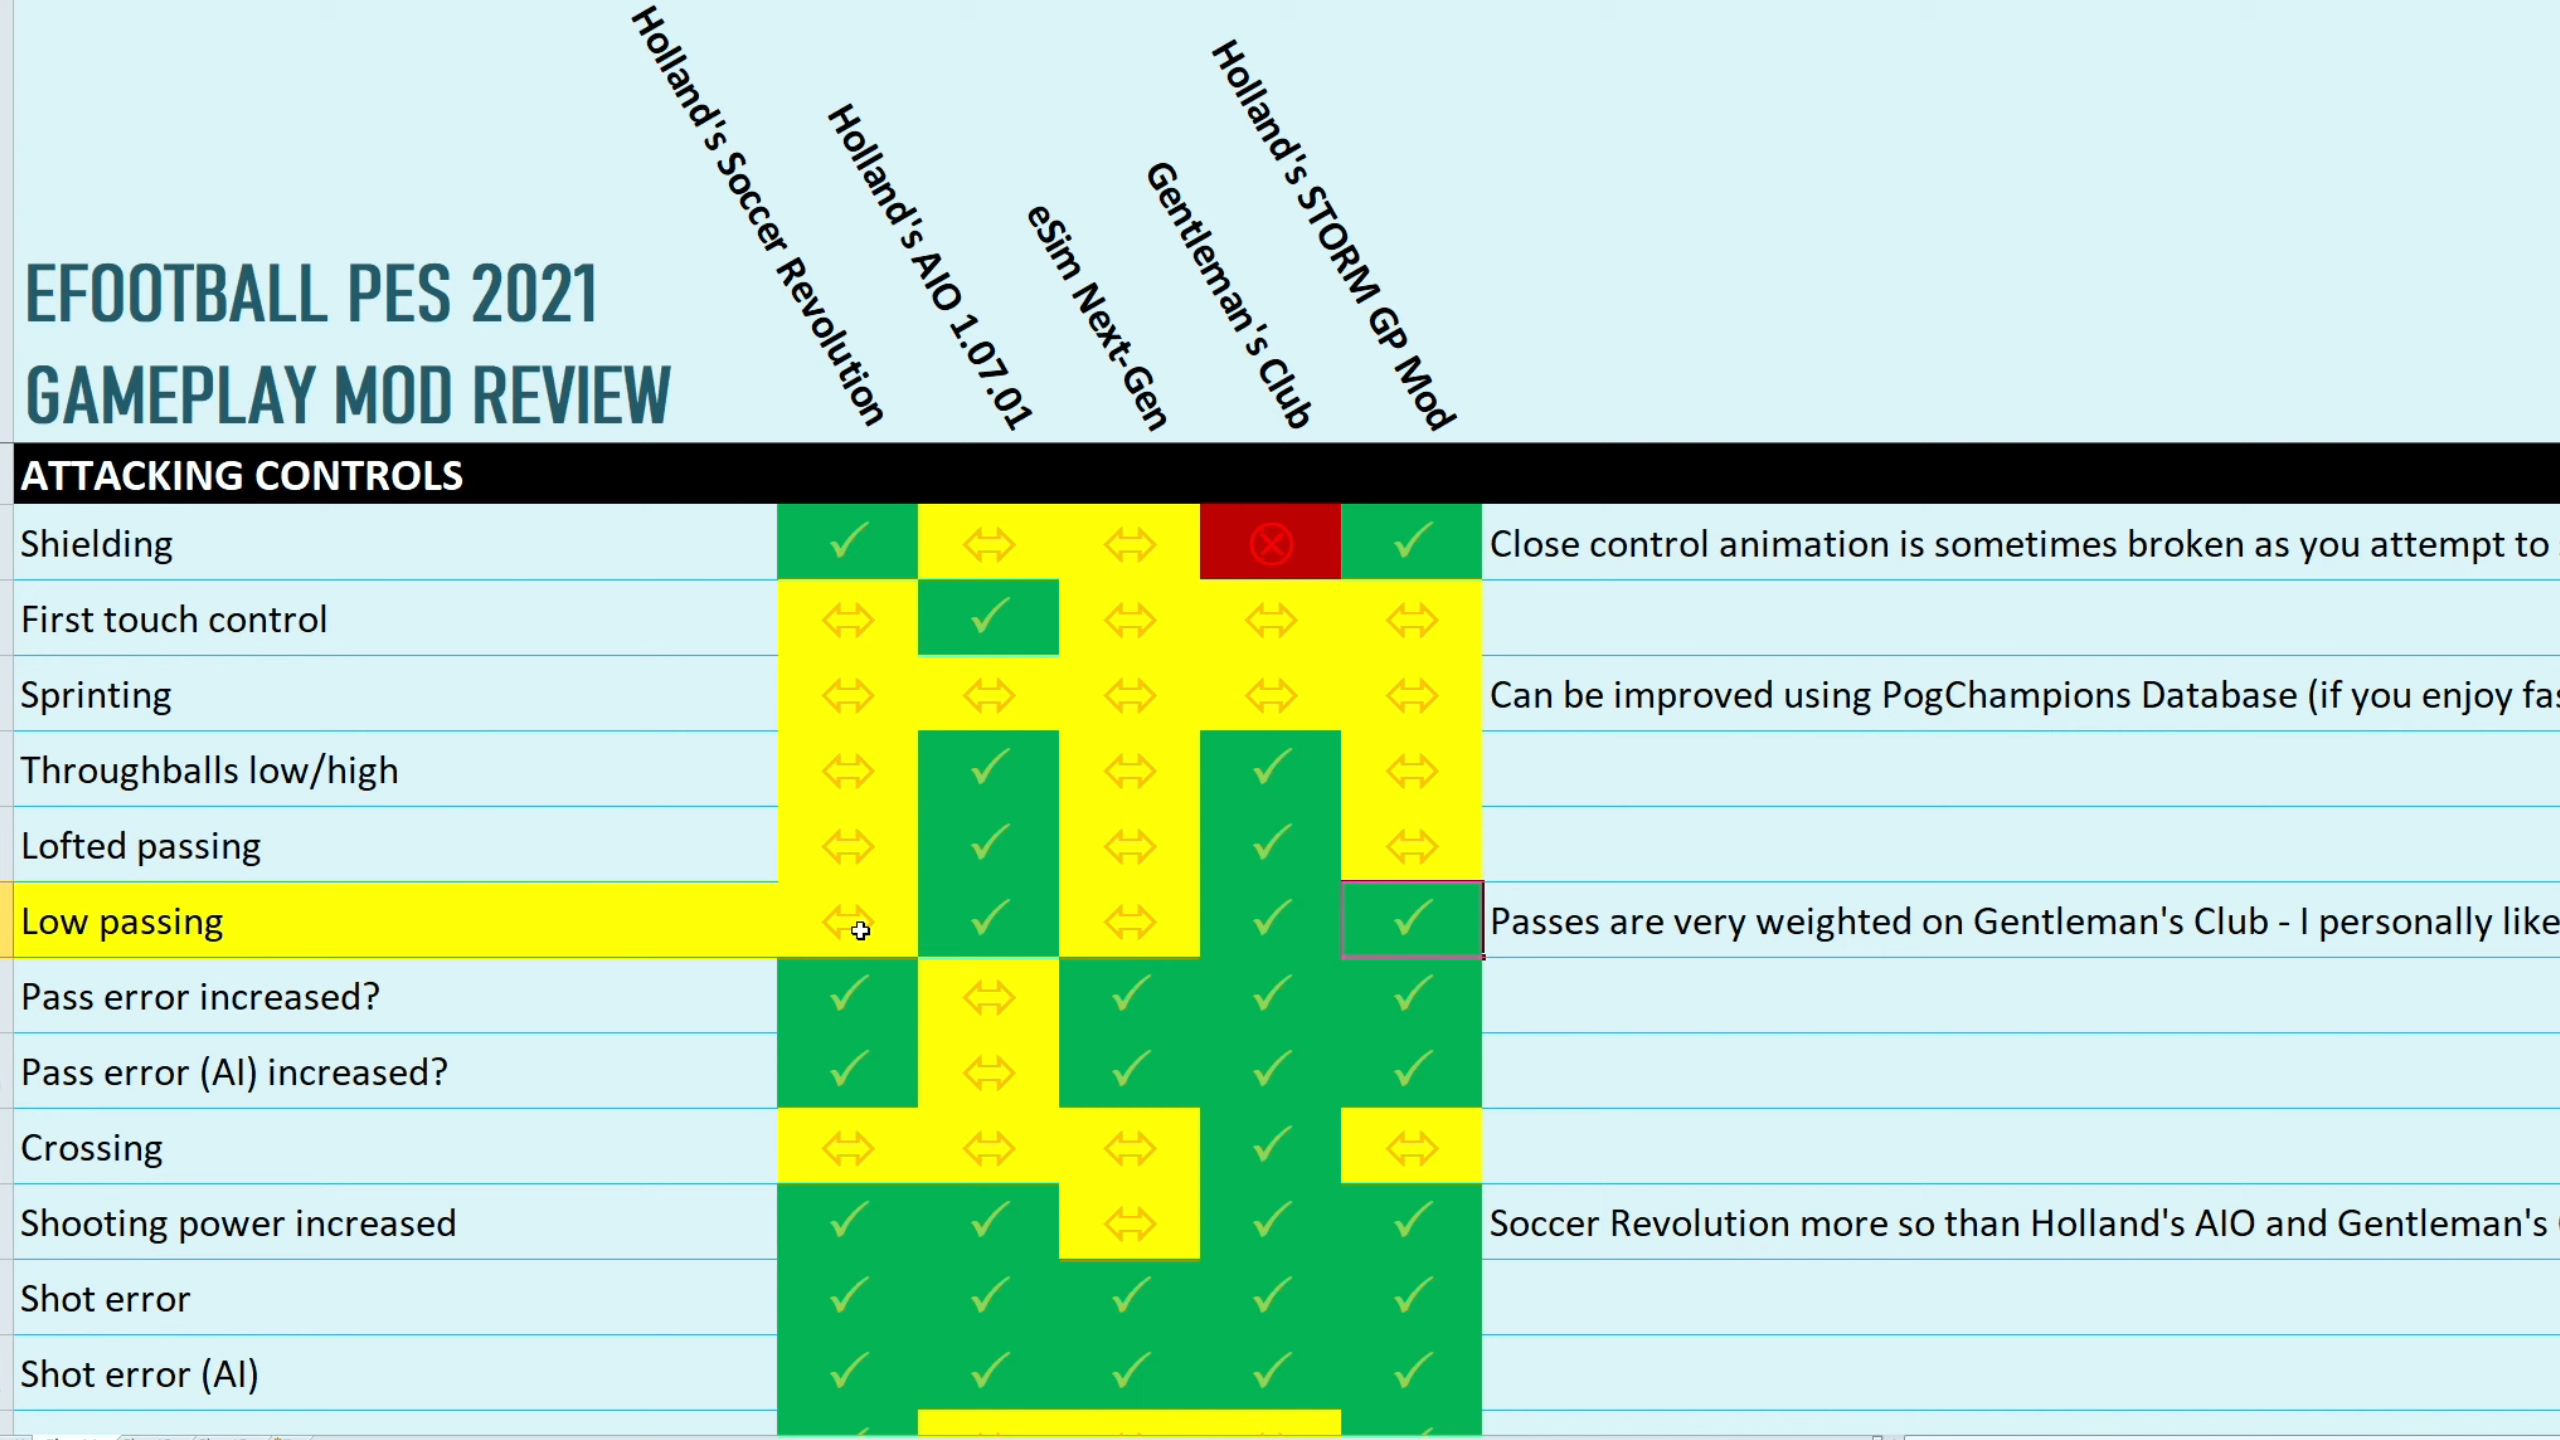 Holland's Soccer Revolution
Holland's AIO 1.07.01
eSim Next-Gen
Gentleman's Club
Holland's STORM GP Mod
EFOOTBALL PES 2021
GAMEPLAY MOD REVIEW
ATTACKING CONTROLS
Shielding
Close control animation is sometimes broken as you attempt to
First touch control
Sprinting
Can be improved using PogChampions Database (if you enjoy fas
Throughballs low/high
Lofted passing
Low passing
Passes are very weighted on Gentleman's Club - I personally like
Pass error increased?
Pass error (AI) increased?
Crossing
Shooting power increased
Soccer Revolution more so than Holland's AIO and Gentleman's
Shot error
Shot error (AI)